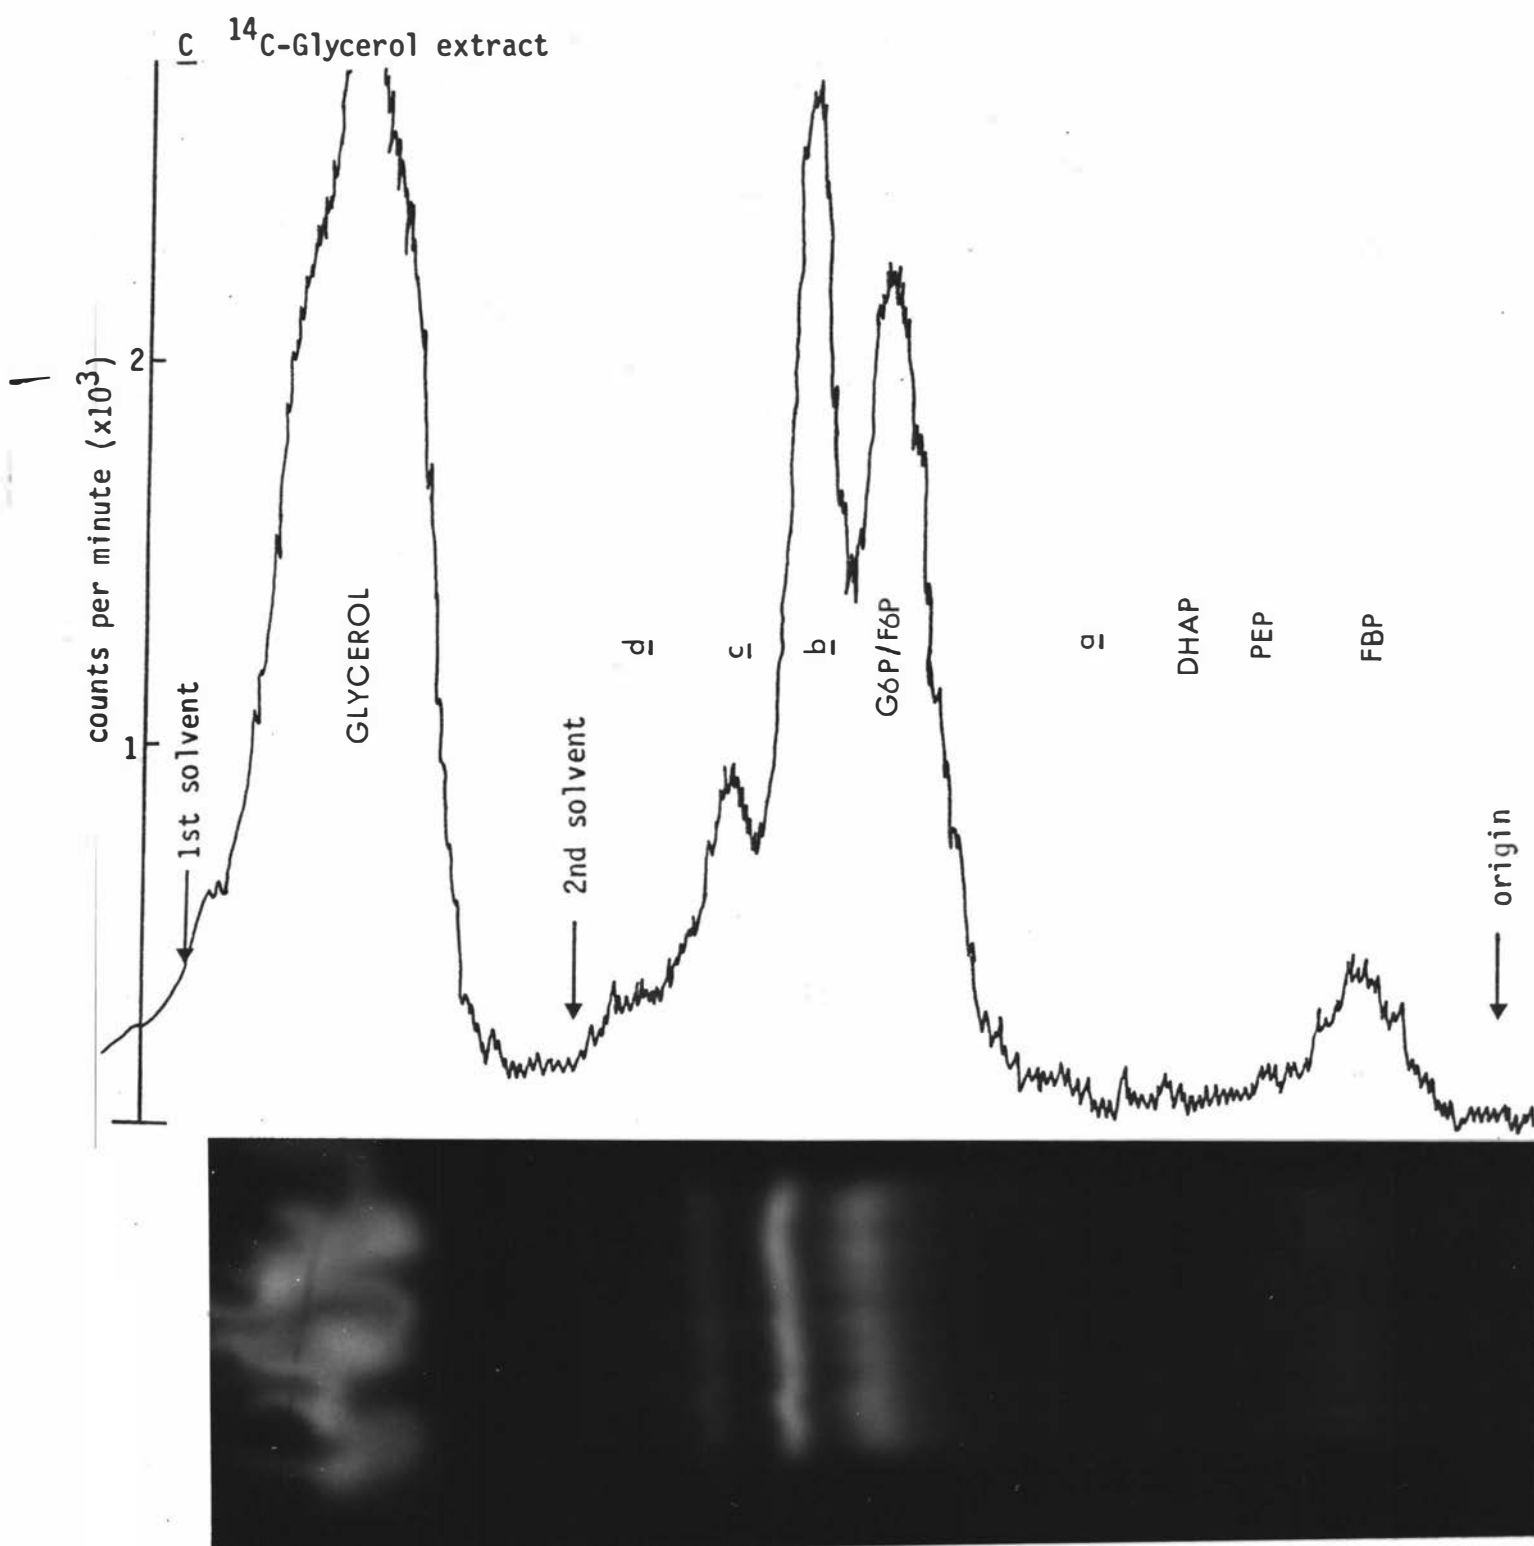 C ¹⁴C-Glycerol extract
counts per minute (x10³)
2
1
1st solvent
GLYCEROL
2nd solvent
d
c
b
G6P/F6P
a
DHAP
PEP
FBP
origin